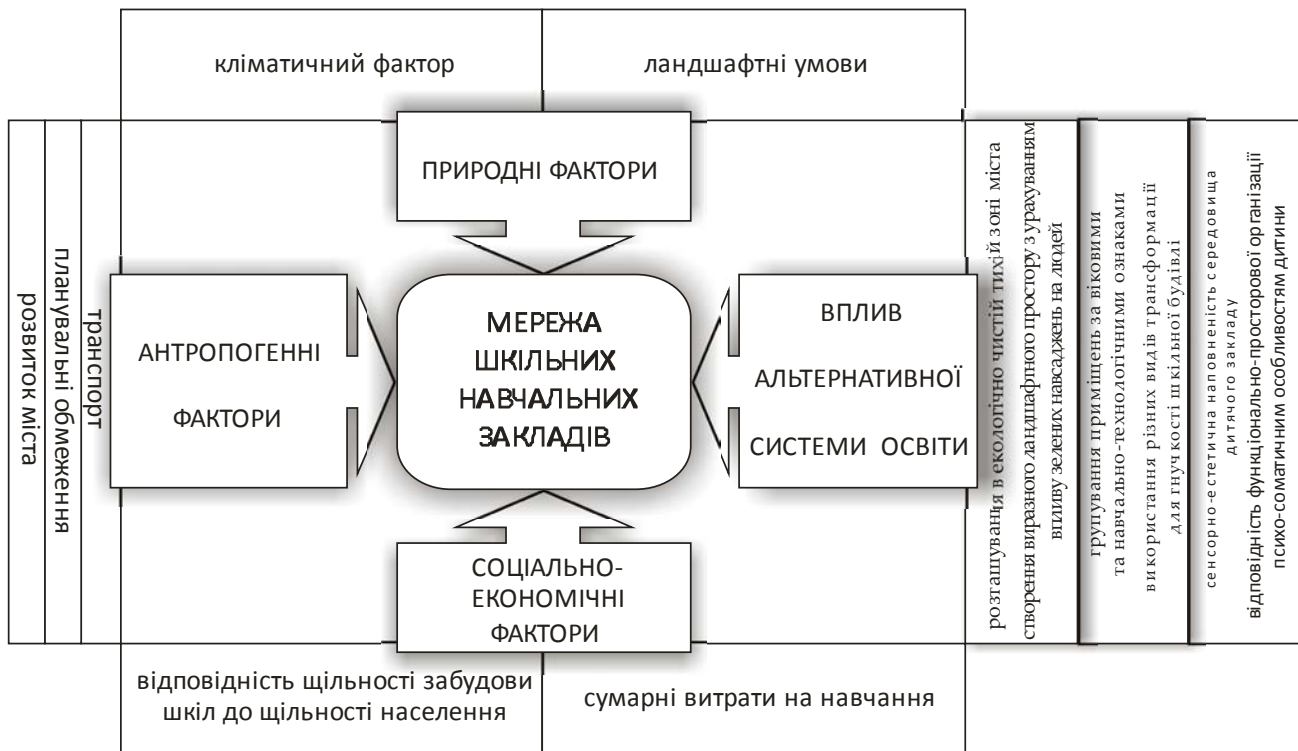 кліматичний фактор
ландшафтні умови
ПРИРОДНІ ФАКТОРИ
розвиток міста
планувальні обмеження
транспорт
АНТРОПОГЕННІ
ФАКТОРИ
МЕРЕЖА
ШКІЛЬНИХ
НАВЧАЛЬНИХ
ЗАКЛАДІВ
ВПЛИВ
АЛЬТЕРНАТИВНОЇ
СИСТЕМИ ОСВІТИ
розташування в екологічно чистій тихій зоні міста
створення виразного ландшафтного простору з урахуванням
впливу зелених навсаджень на людей
групування приміщень за віковими
та навчально-технологічними ознаками
використання різних видів трансформації
для гнучкості шкільної будівлі
сенсорно-естетична наповненість середовища
дитячого закладу
відповідність функціонально-просторової організації
психо-соматичним особливостям дитини
СОЦІАЛЬНО-
ЕКОНОМІЧНІ
ФАКТОРИ
відповідність щільності забудови
шкіл до щільності населення
сумарні витрати на навчання